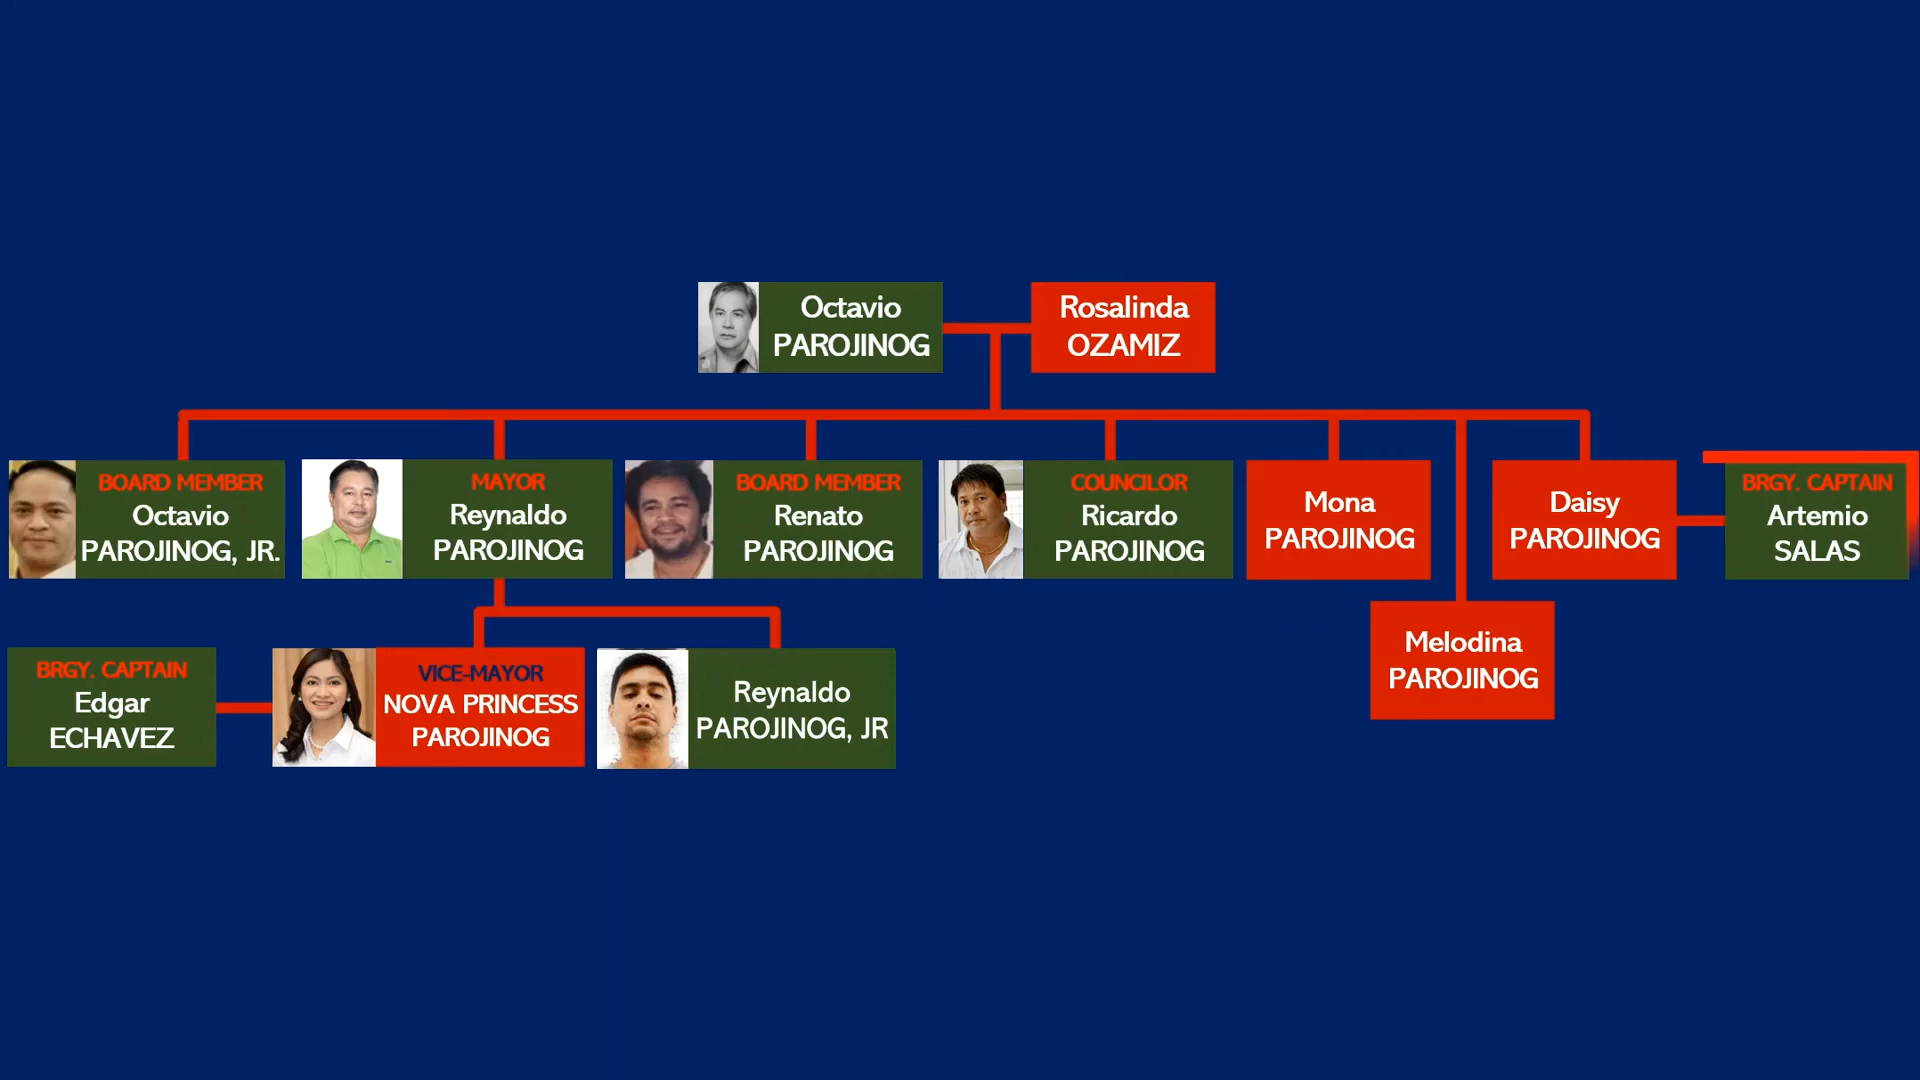 Octavio
PAROJINOG
Rosalinda
OZAMIZ
BOARD MEMBER
Octavio
PAROJINOG, JR.
MAYOR
Reynaldo
PAROJINOG
BOARD MEMBER
Renato
PAROJINOG
COUNCILOR
Ricardo
PAROJINOG
Mona
PAROJINOG
Daisy
PAROJINOG
BRGY. CAPTAIN
Artemio
SALAS
Melodina
PAROJINOG
BRGY. CAPTAIN
Edgar
ECHAVEZ
VICE-MAYOR
NOVA PRINCESS
PAROJINOG
Reynaldo
PAROJINOG, JR